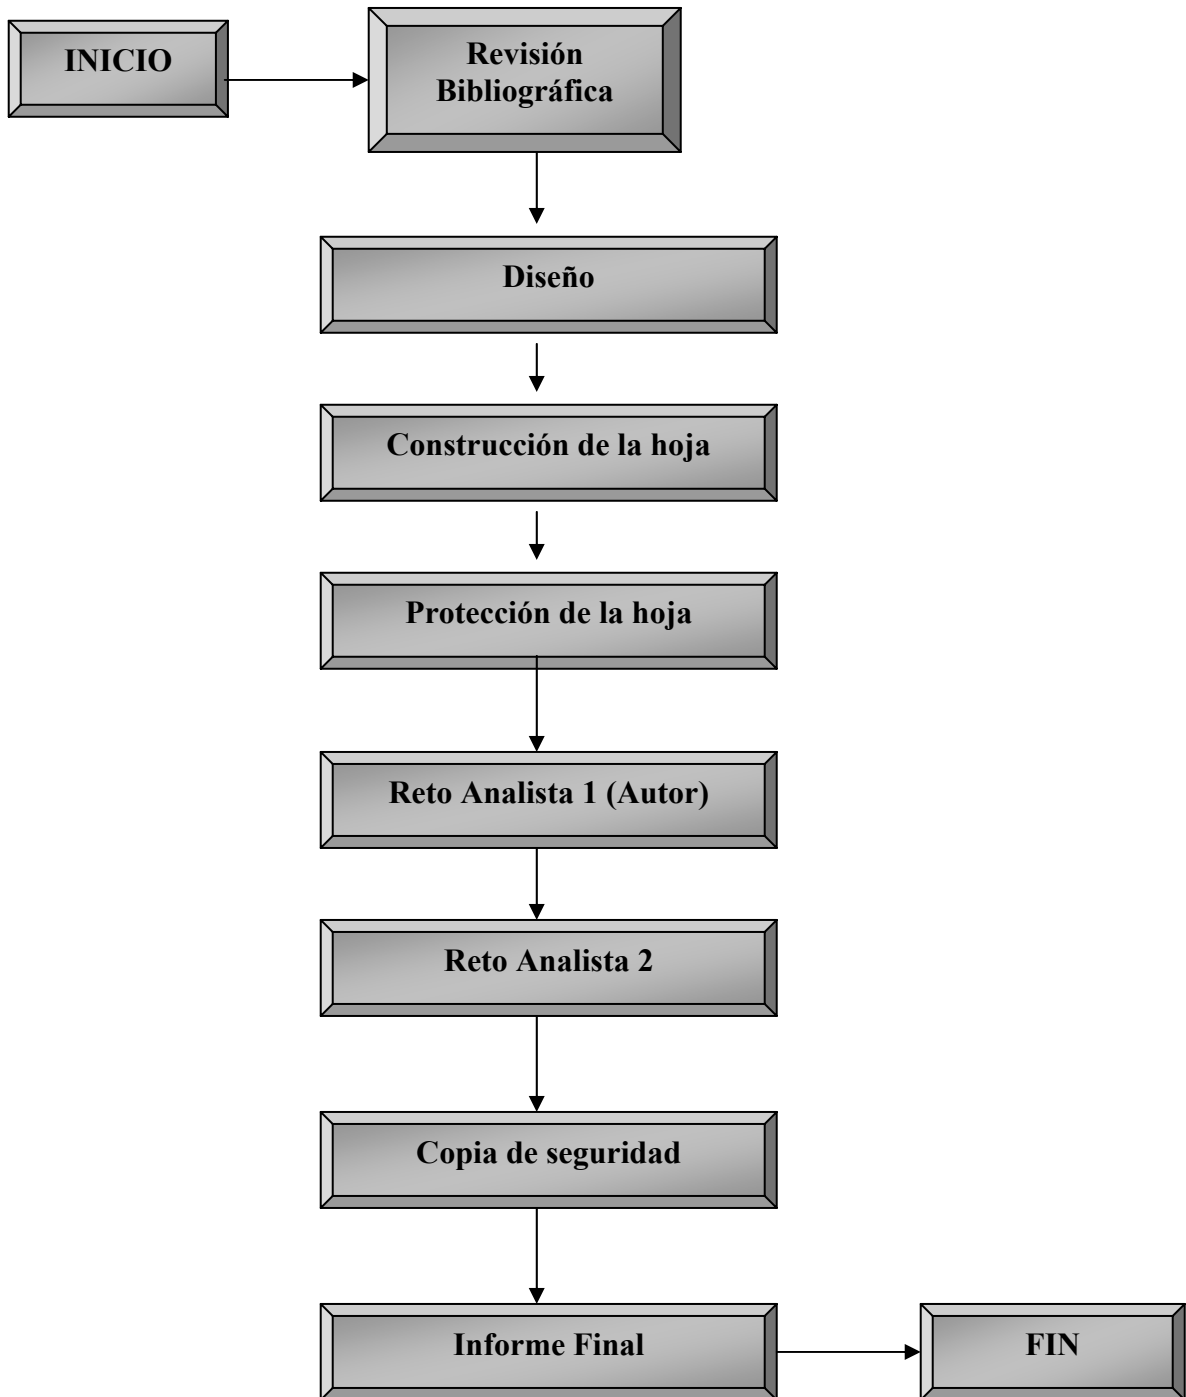 INICIO
Revisión
Bibliográfica
Diseño
Construcción de la hoja
Protección de la hoja
Reto Analista 1 (Autor)
Reto Analista 2
Copia de seguridad
Informe Final
FIN